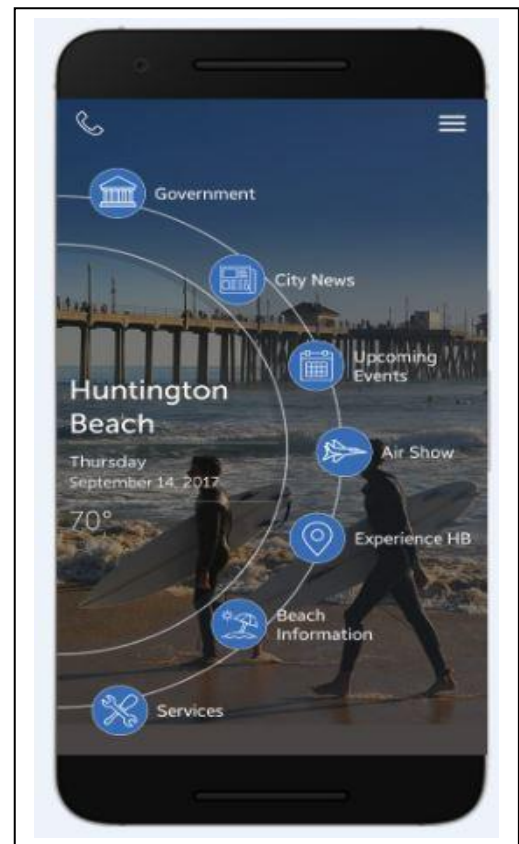 Government
City News
Upcoming
Events
Huntington
Beach
Thursday
September 14, 2017
70°
Air Show
Experience HB
Beach
Information
Services